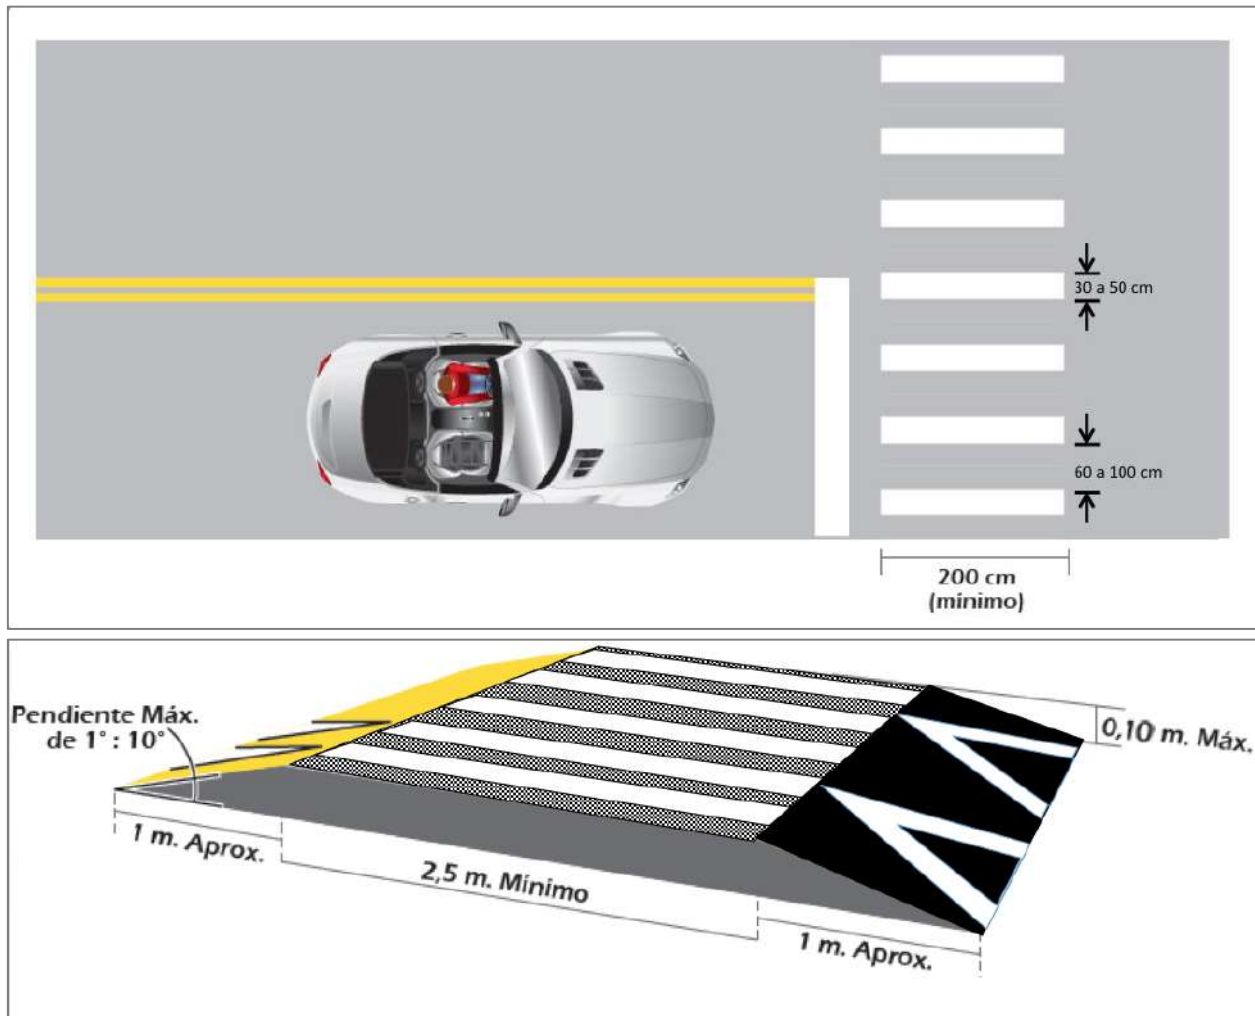 30 a 50 cm
60 a 100 cm
200 cm
(mínimo)
Pendiente Máx.
de 1° : 10°
0,10 m. Máx.
1 m. Aprox.
2,5 m. Mínimo
1 m. Aprox.